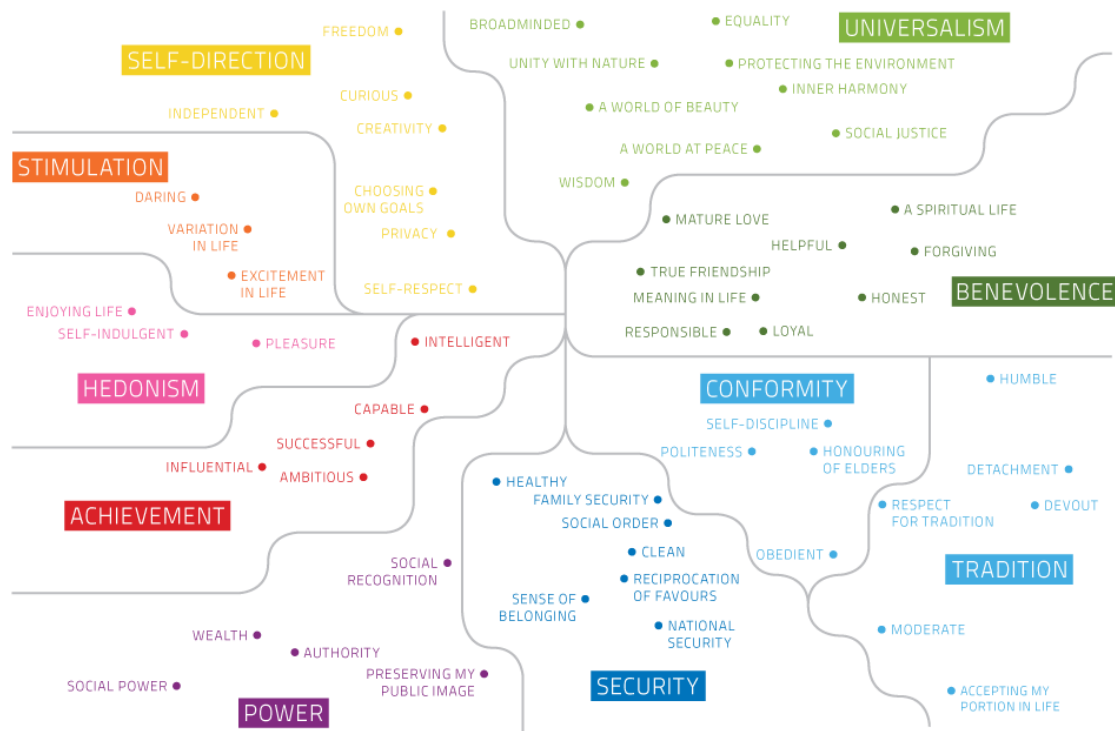 SELF-DIRECTION
FREEDOM
CURIOUS
INDEPENDENT
CREATIVITY
CHOOSING
OWN GOALS
PRIVACY
SELF-RESPECT
UNIVERSALISM
BROADMINDED
EQUALITY
UNITY WITH NATURE
PROTECTING THE ENVIRONMENT
INNER HARMONY
A WORLD OF BEAUTY
SOCIAL JUSTICE
A WORLD AT PEACE
WISDOM
STIMULATION
DARING
VARIATION
IN LIFE
EXCITEMENT
IN LIFE
MATURE LOVE
A SPIRITUAL LIFE
HELPFUL
FORGIVING
TRUE FRIENDSHIP
MEANING IN LIFE
HONEST
BENEVOLENCE
RESPONSIBLE
LOYAL
ENJOYING LIFE
SELF-INDULGENT
PLEASURE
HEDONISM
INTELLIGENT
CAPABLE
SUCCESSFUL
INFLUENTIAL
AMBITIOUS
ACHIEVEMENT
CONFORMITY
SELF-DISCIPLINE
POLITENESS
HONOURING
OF ELDERS
OBEDIENT
HUMBLE
DETACHMENT
RESPECT
FOR TRADITION
DEVOUT
TRADITION
MODERATE
ACCEPTING MY
PORTION IN LIFE
HEALTHY
FAMILY SECURITY
SOCIAL ORDER
CLEAN
RECIPROCATION
OF FAVOURS
SENSE OF
BELONGING
NATIONAL
SECURITY
SECURITY
SOCIAL
RECOGNITION
WEALTH
AUTHORITY
PRESERVING MY
PUBLIC IMAGE
SOCIAL POWER
POWER